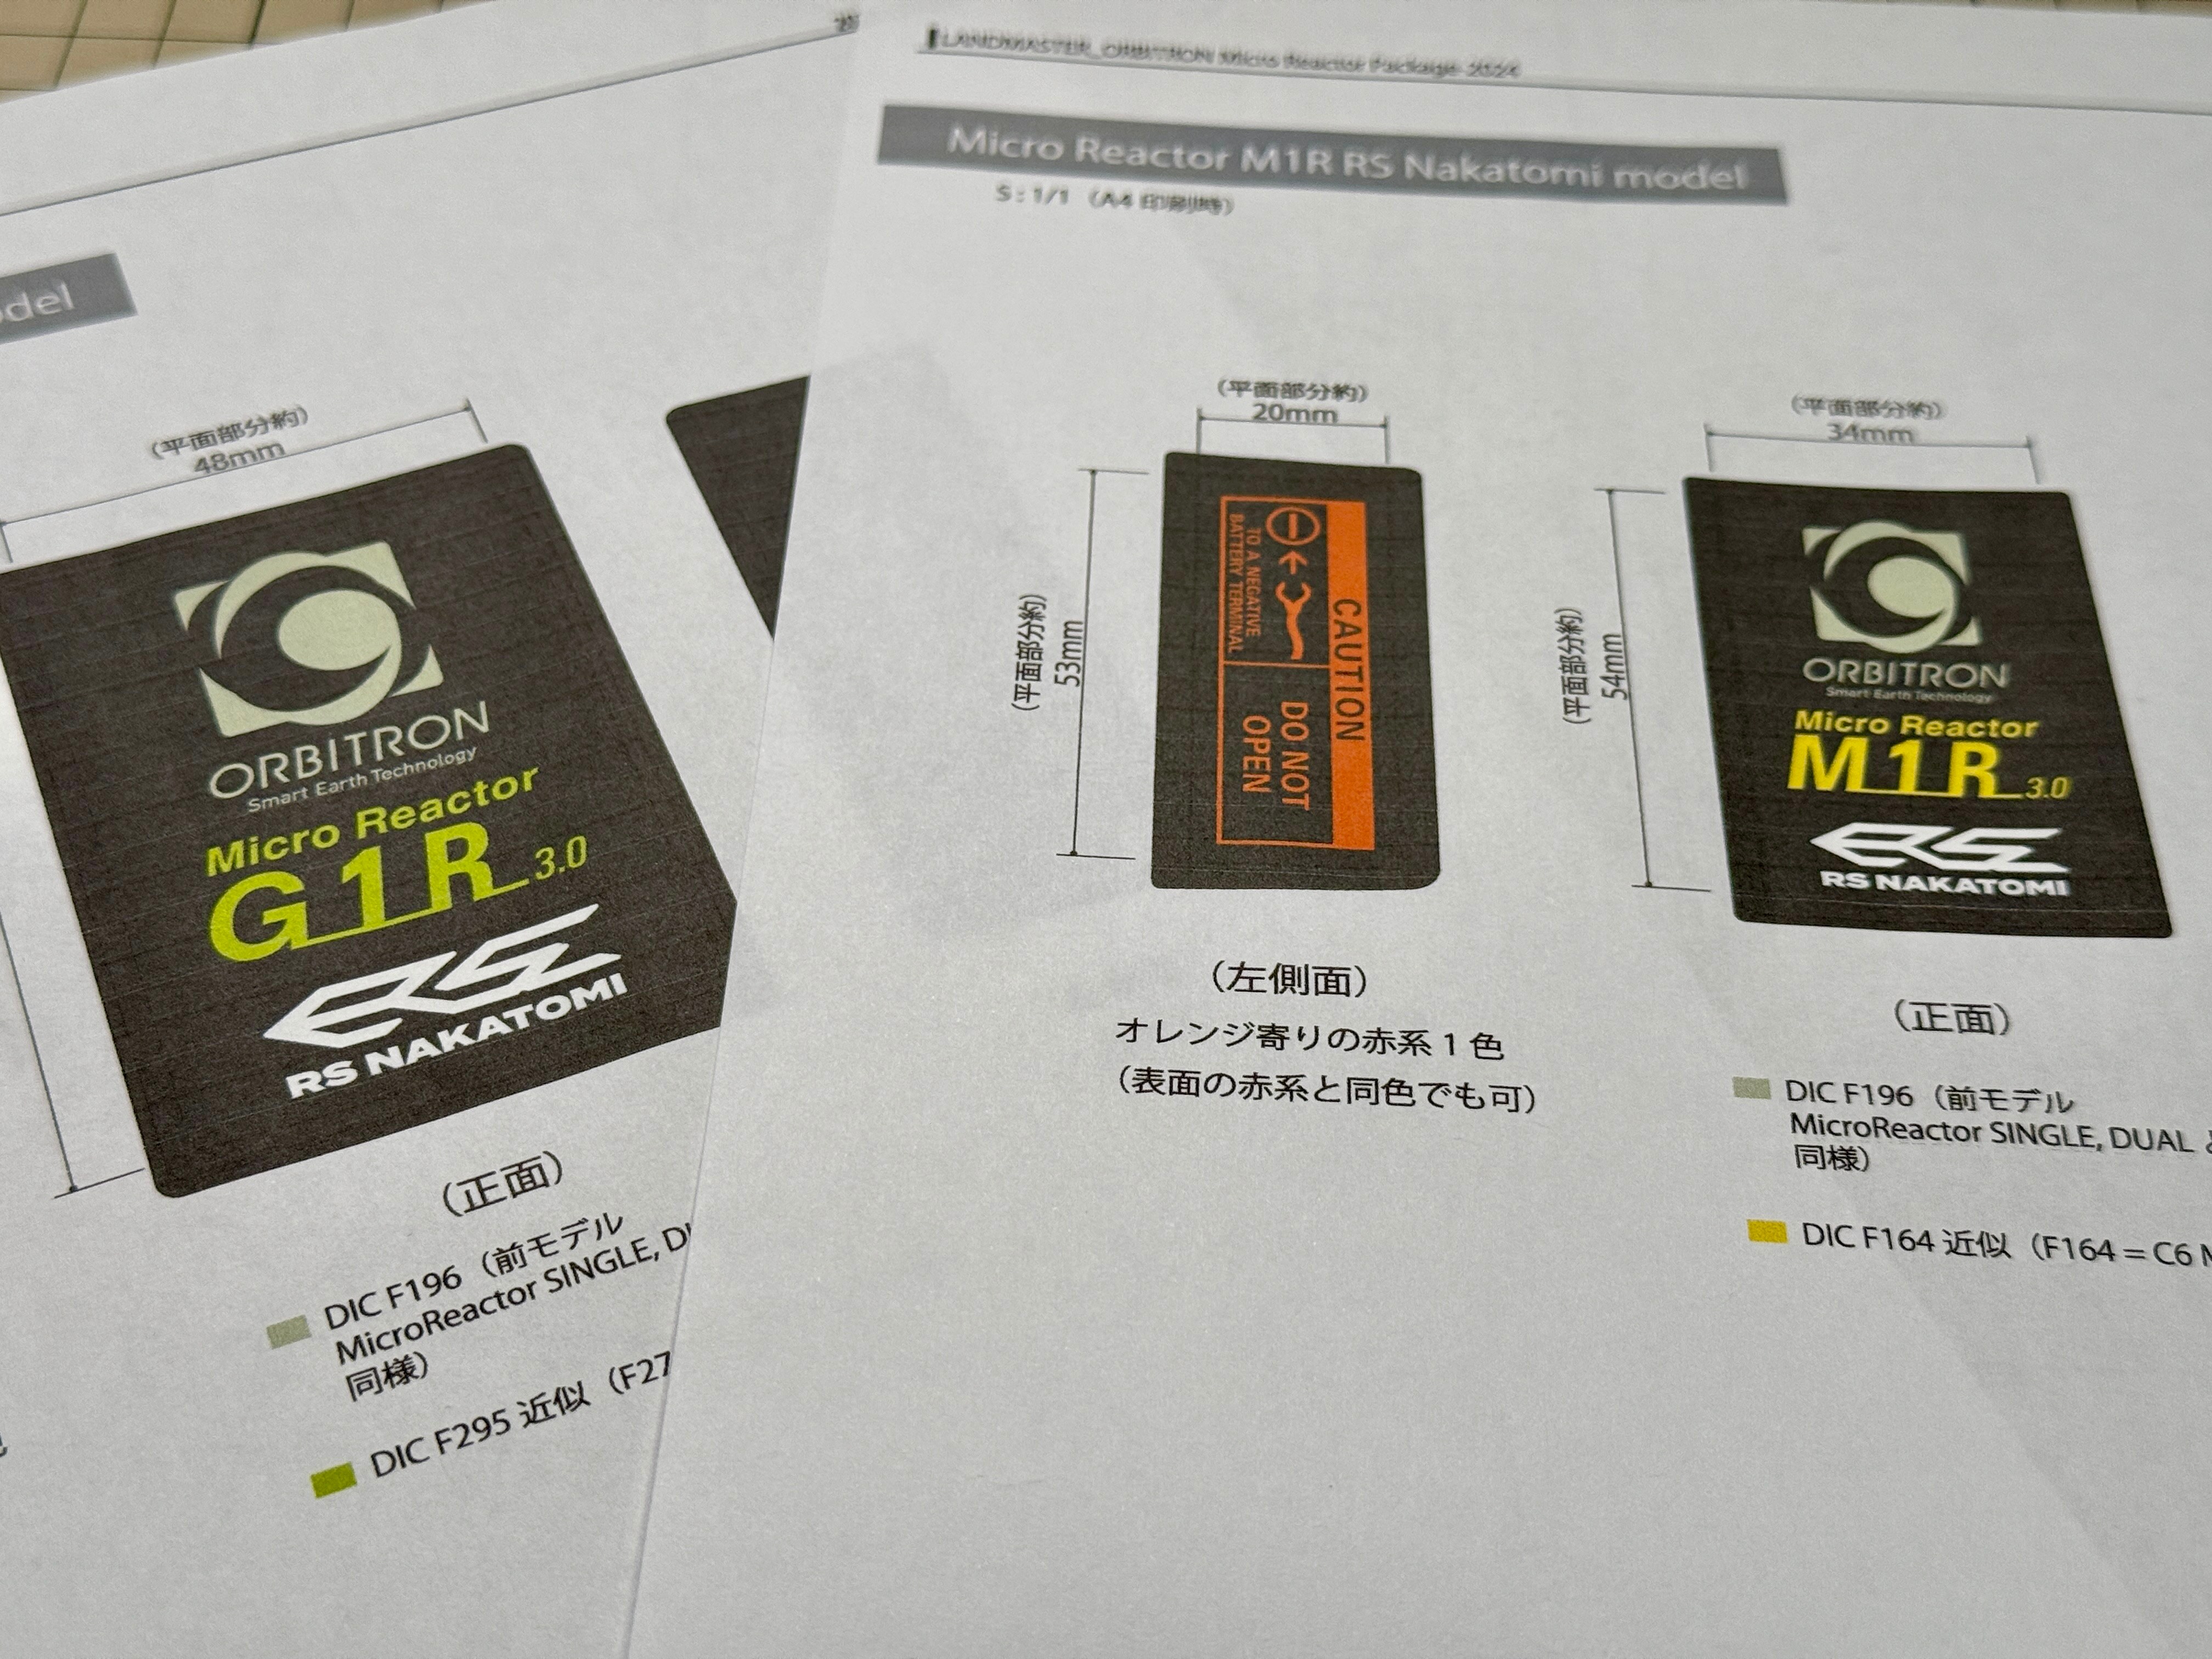 odel
（平面部分約）
48mm
ORBITRON
Smart Earth Technology
Micro Reactor
G1R 3.0
RS
RS NAKATOMI
（正面）
DIC F196（前モデル
MicroReactor SINGLE, DU
同様）
DIC F295 近似（F27
LANDMASTER_ORBITRON Micro Reactor Package 2024
Micro Reactor M1R RS Nakatomi model
S : 1/1 （A4 印刷時）
（平面部分約）
20mm
（平面部分約）
53mm
CAUTION
TO A NEGATIVE
BATTERY TERMINAL
DO NOT
OPEN
（左側面）
オレンジ寄りの赤系 1 色
（表面の赤系と同色でも可）
（平面部分約）
34mm
（平面部分約）
54mm
ORBITRON
Smart Earth Technology
Micro Reactor
M1R 3.0
RS
RS NAKATOMI
（正面）
DIC F196（前モデル
MicroReactor SINGLE, DUAL と
同様）
DIC F164 近似（F164 = C6 M